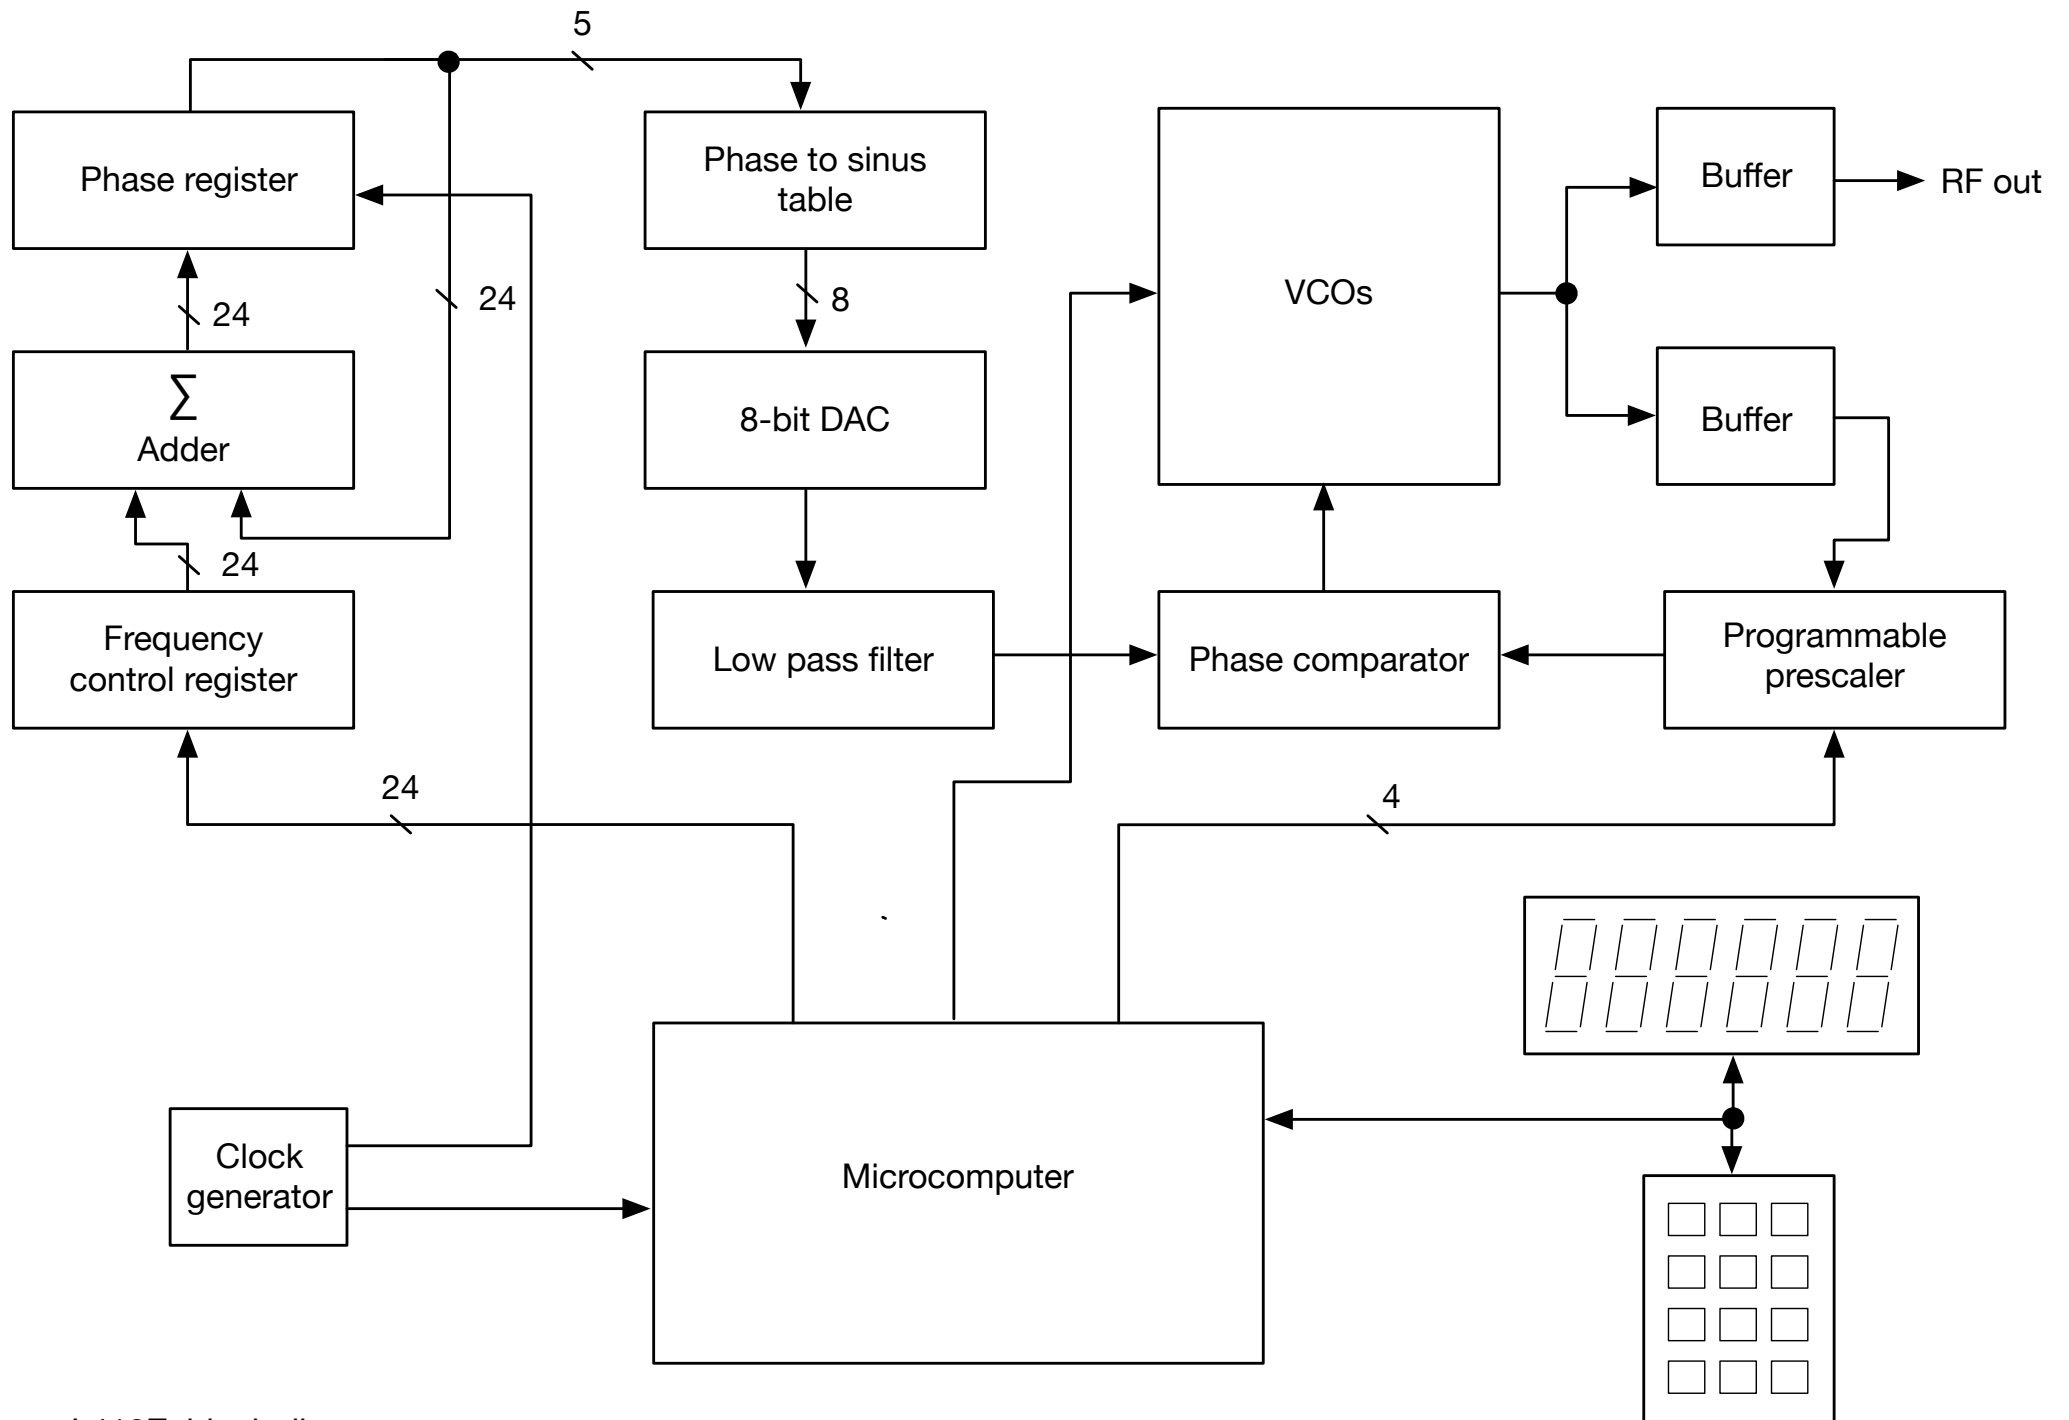 5
Phase register
Phase to sinus
table
VCOs
Buffer
RF out
24
24
8
∑
Adder
8-bit DAC
Buffer
24
Frequency
control register
Low pass filter
Phase comparator
Programmable
prescaler
24
4
Clock
generator
Microcomputer